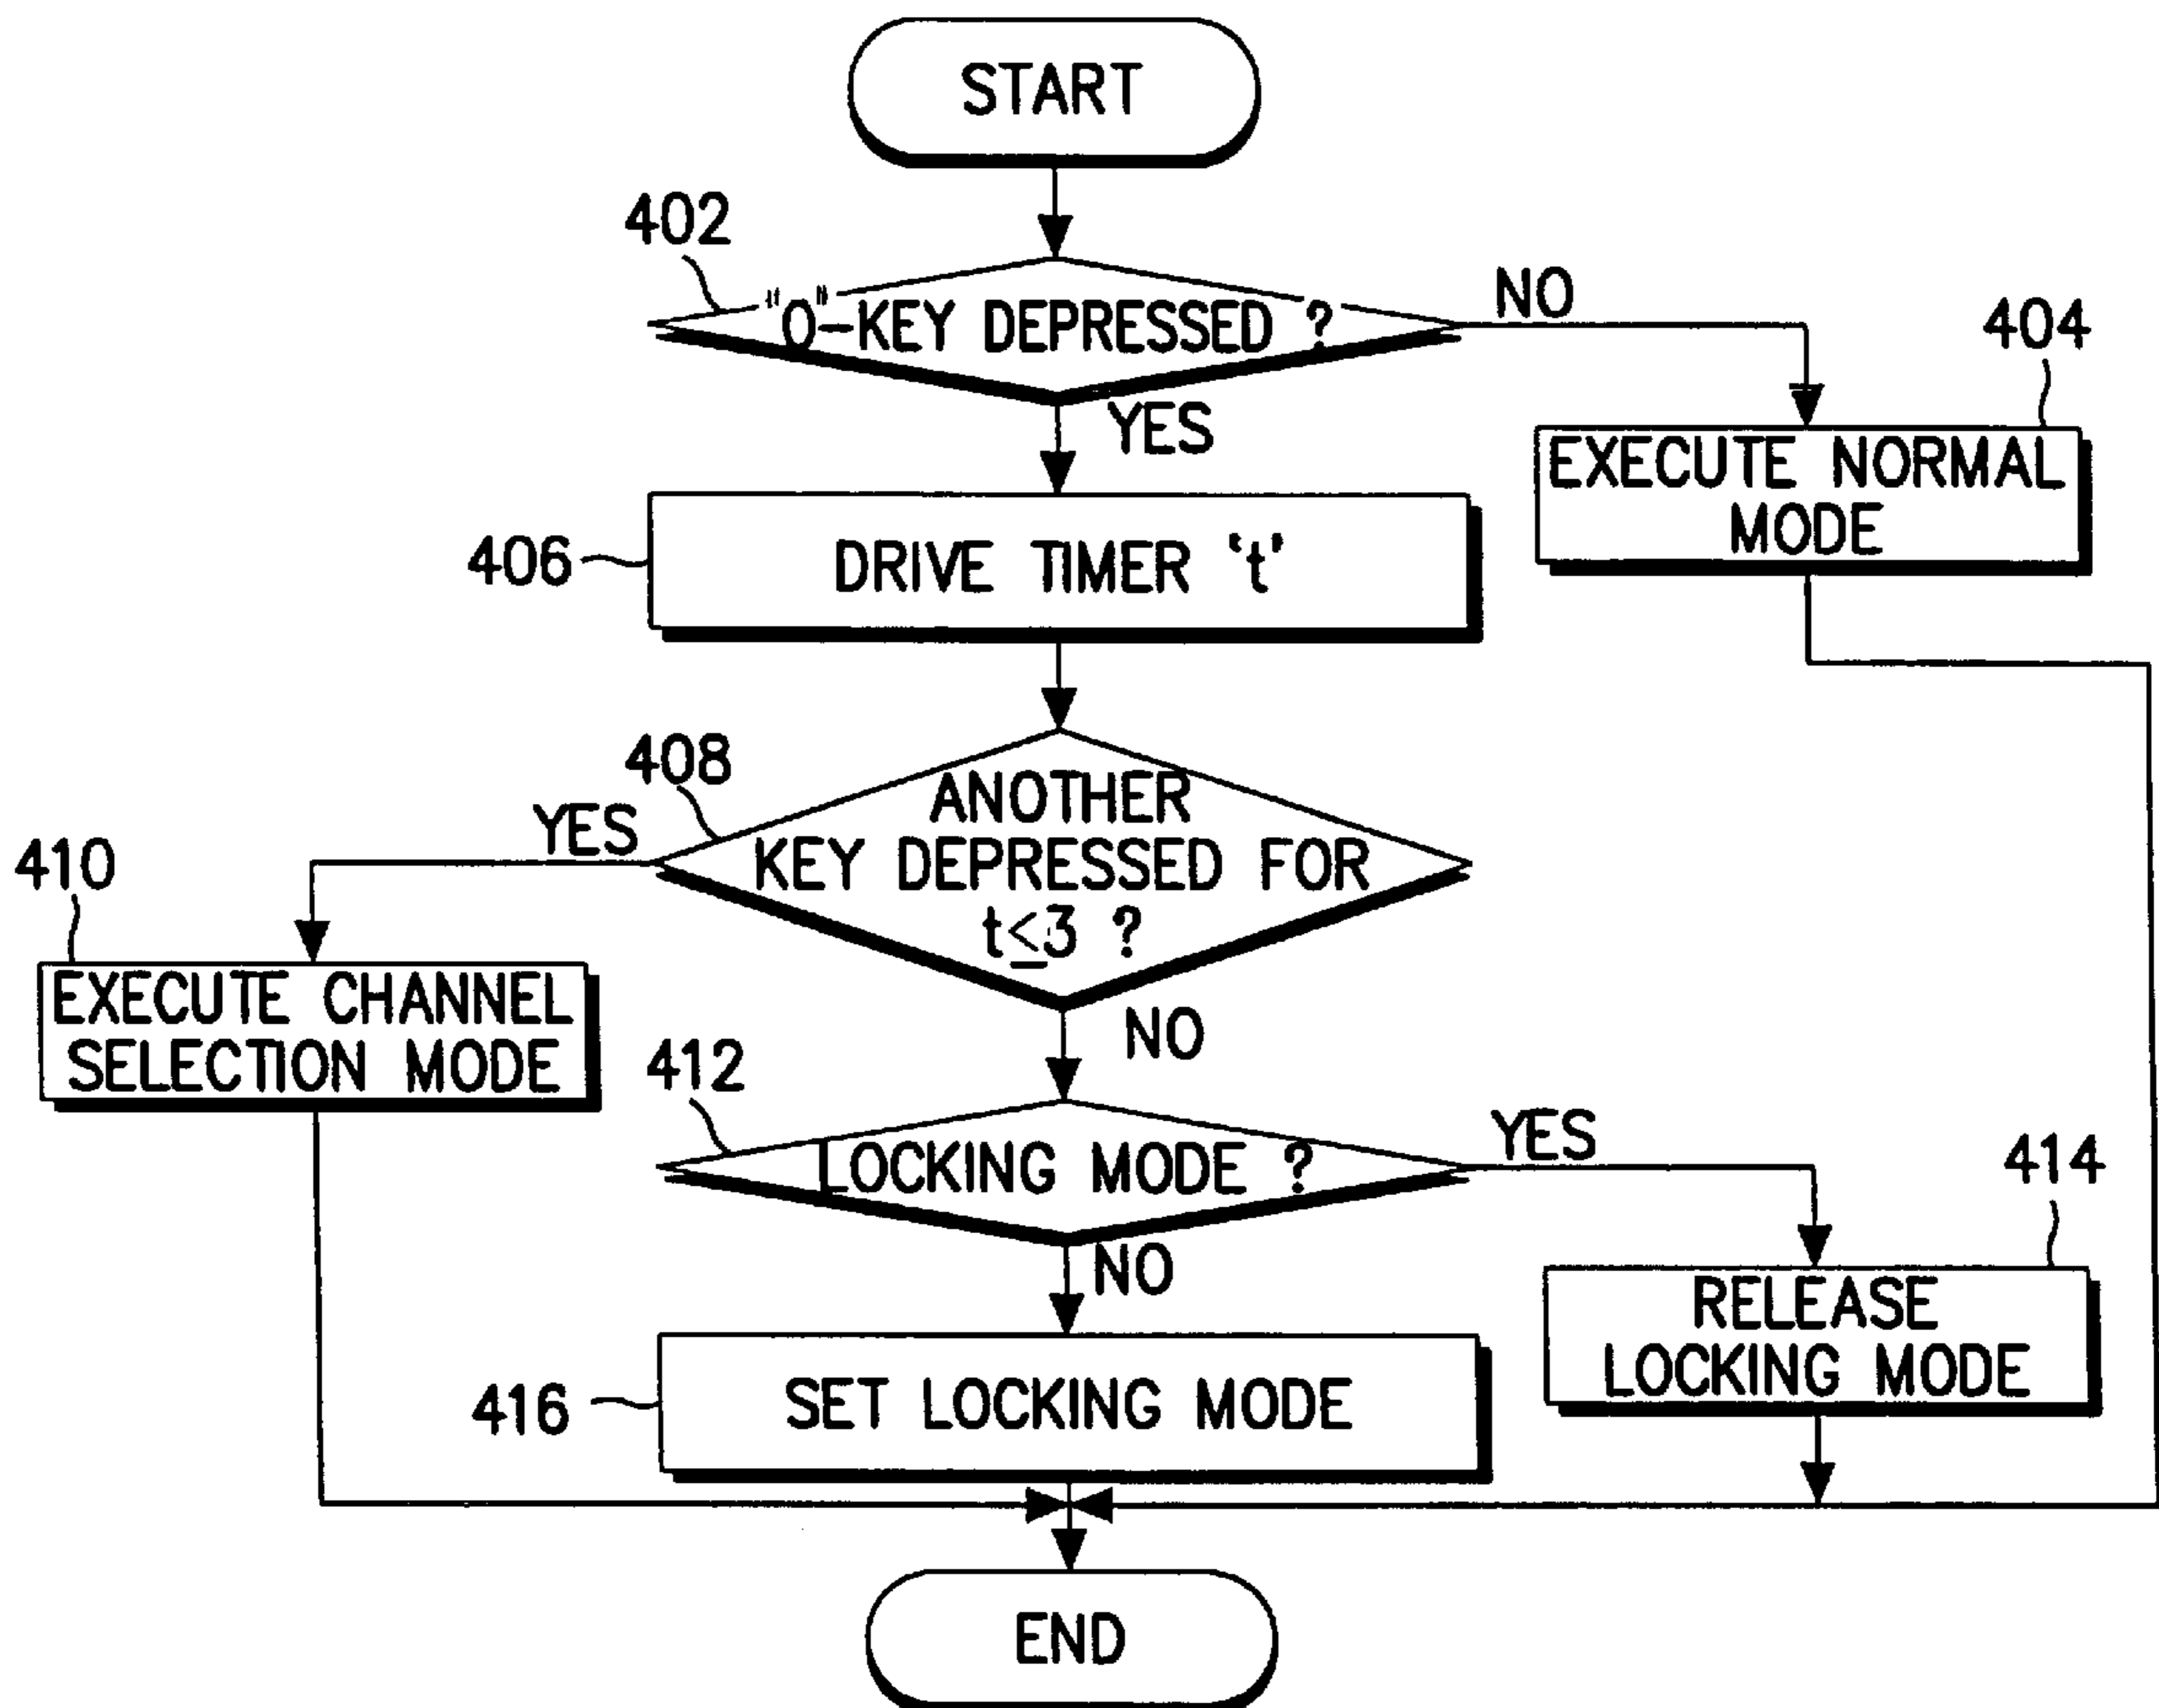 START
402
"0"-KEY DEPRESSED ?
NO
404
YES
EXECUTE NORMAL
MODE
406
DRIVE TIMER 't'
408
ANOTHER
KEY DEPRESSED FOR
t≤3 ?
YES
410
EXECUTE CHANNEL
SELECTION MODE
NO
412
LOCKING MODE ?
YES
414
NO
RELEASE
LOCKING MODE
416
SET LOCKING MODE
END